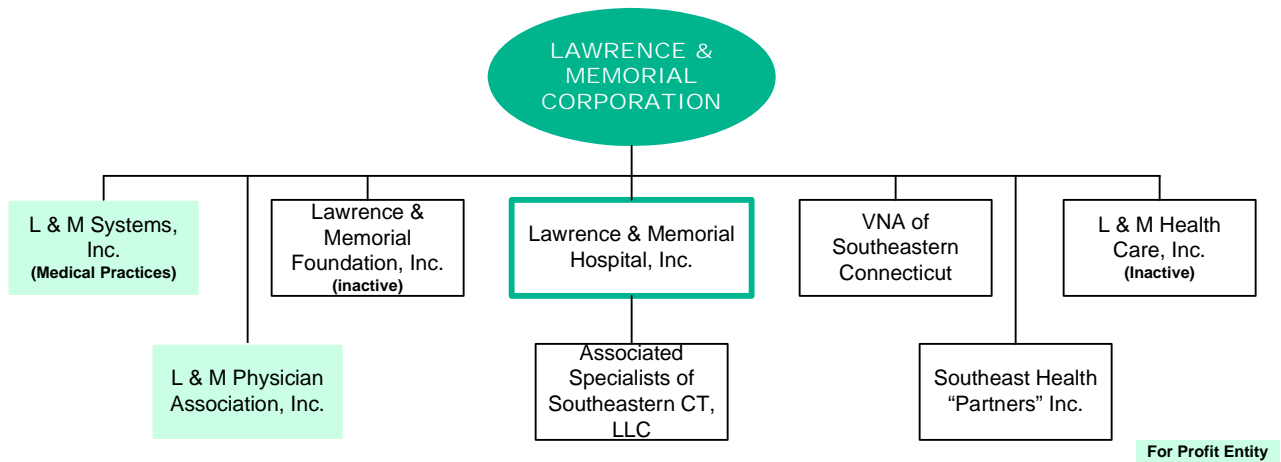 LAWRENCE &
MEMORIAL
CORPORATION
L & M Systems,
Inc.
(Medical Practices)
Lawrence &
Memorial
Foundation, Inc.
(inactive)
Lawrence & Memorial
Hospital, Inc.
VNA of
Southeastern
Connecticut
L & M Health
Care, Inc.
(Inactive)
L & M Physician
Association, Inc.
Associated
Specialists of
Southeastern CT,
LLC
Southeast Health
“Partners” Inc.
For Profit Entity